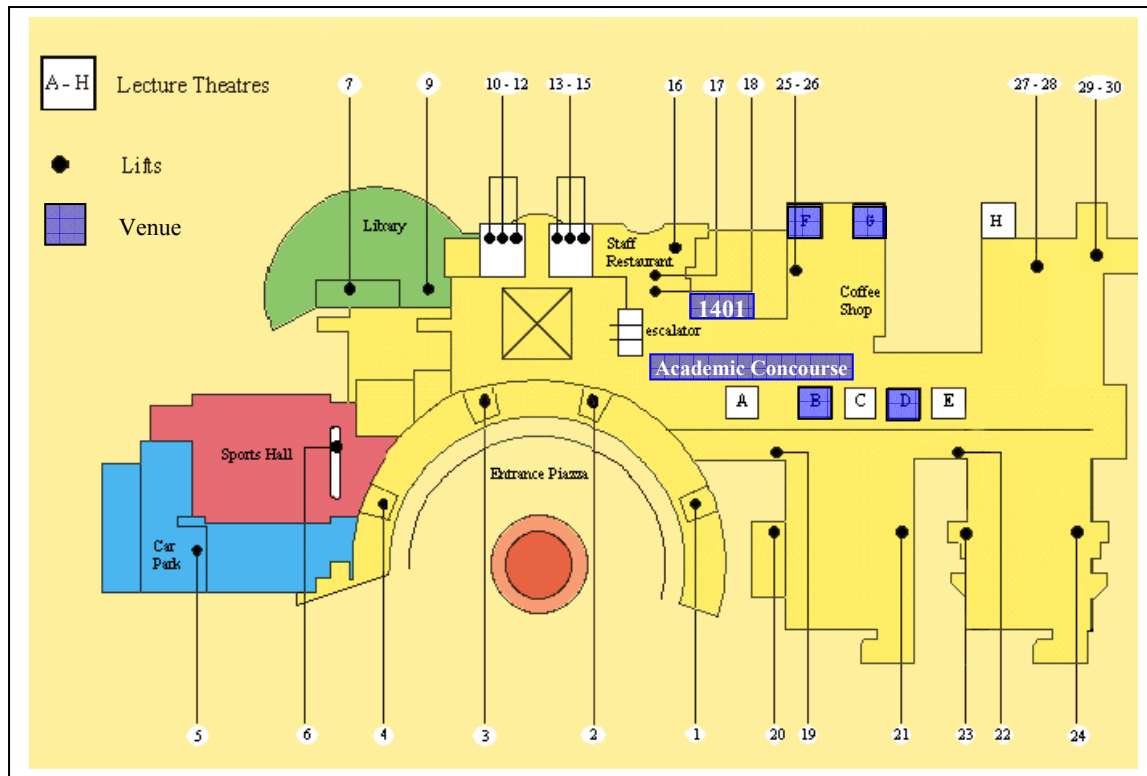 A - H
Lecture Theatres
Lifts
Venue
7
9
10 - 12
13 - 15
16
17
18
25 - 26
27 - 28
29 - 30
Library
Staff
Restaurant
F
G
H
Coffee
Shop
1401
escalator
Academic Concourse
A
B
C
D
E
Sports Hall
Entrance Piazza
Car
Park
5
6
4
3
2
1
20
19
21
23
22
24